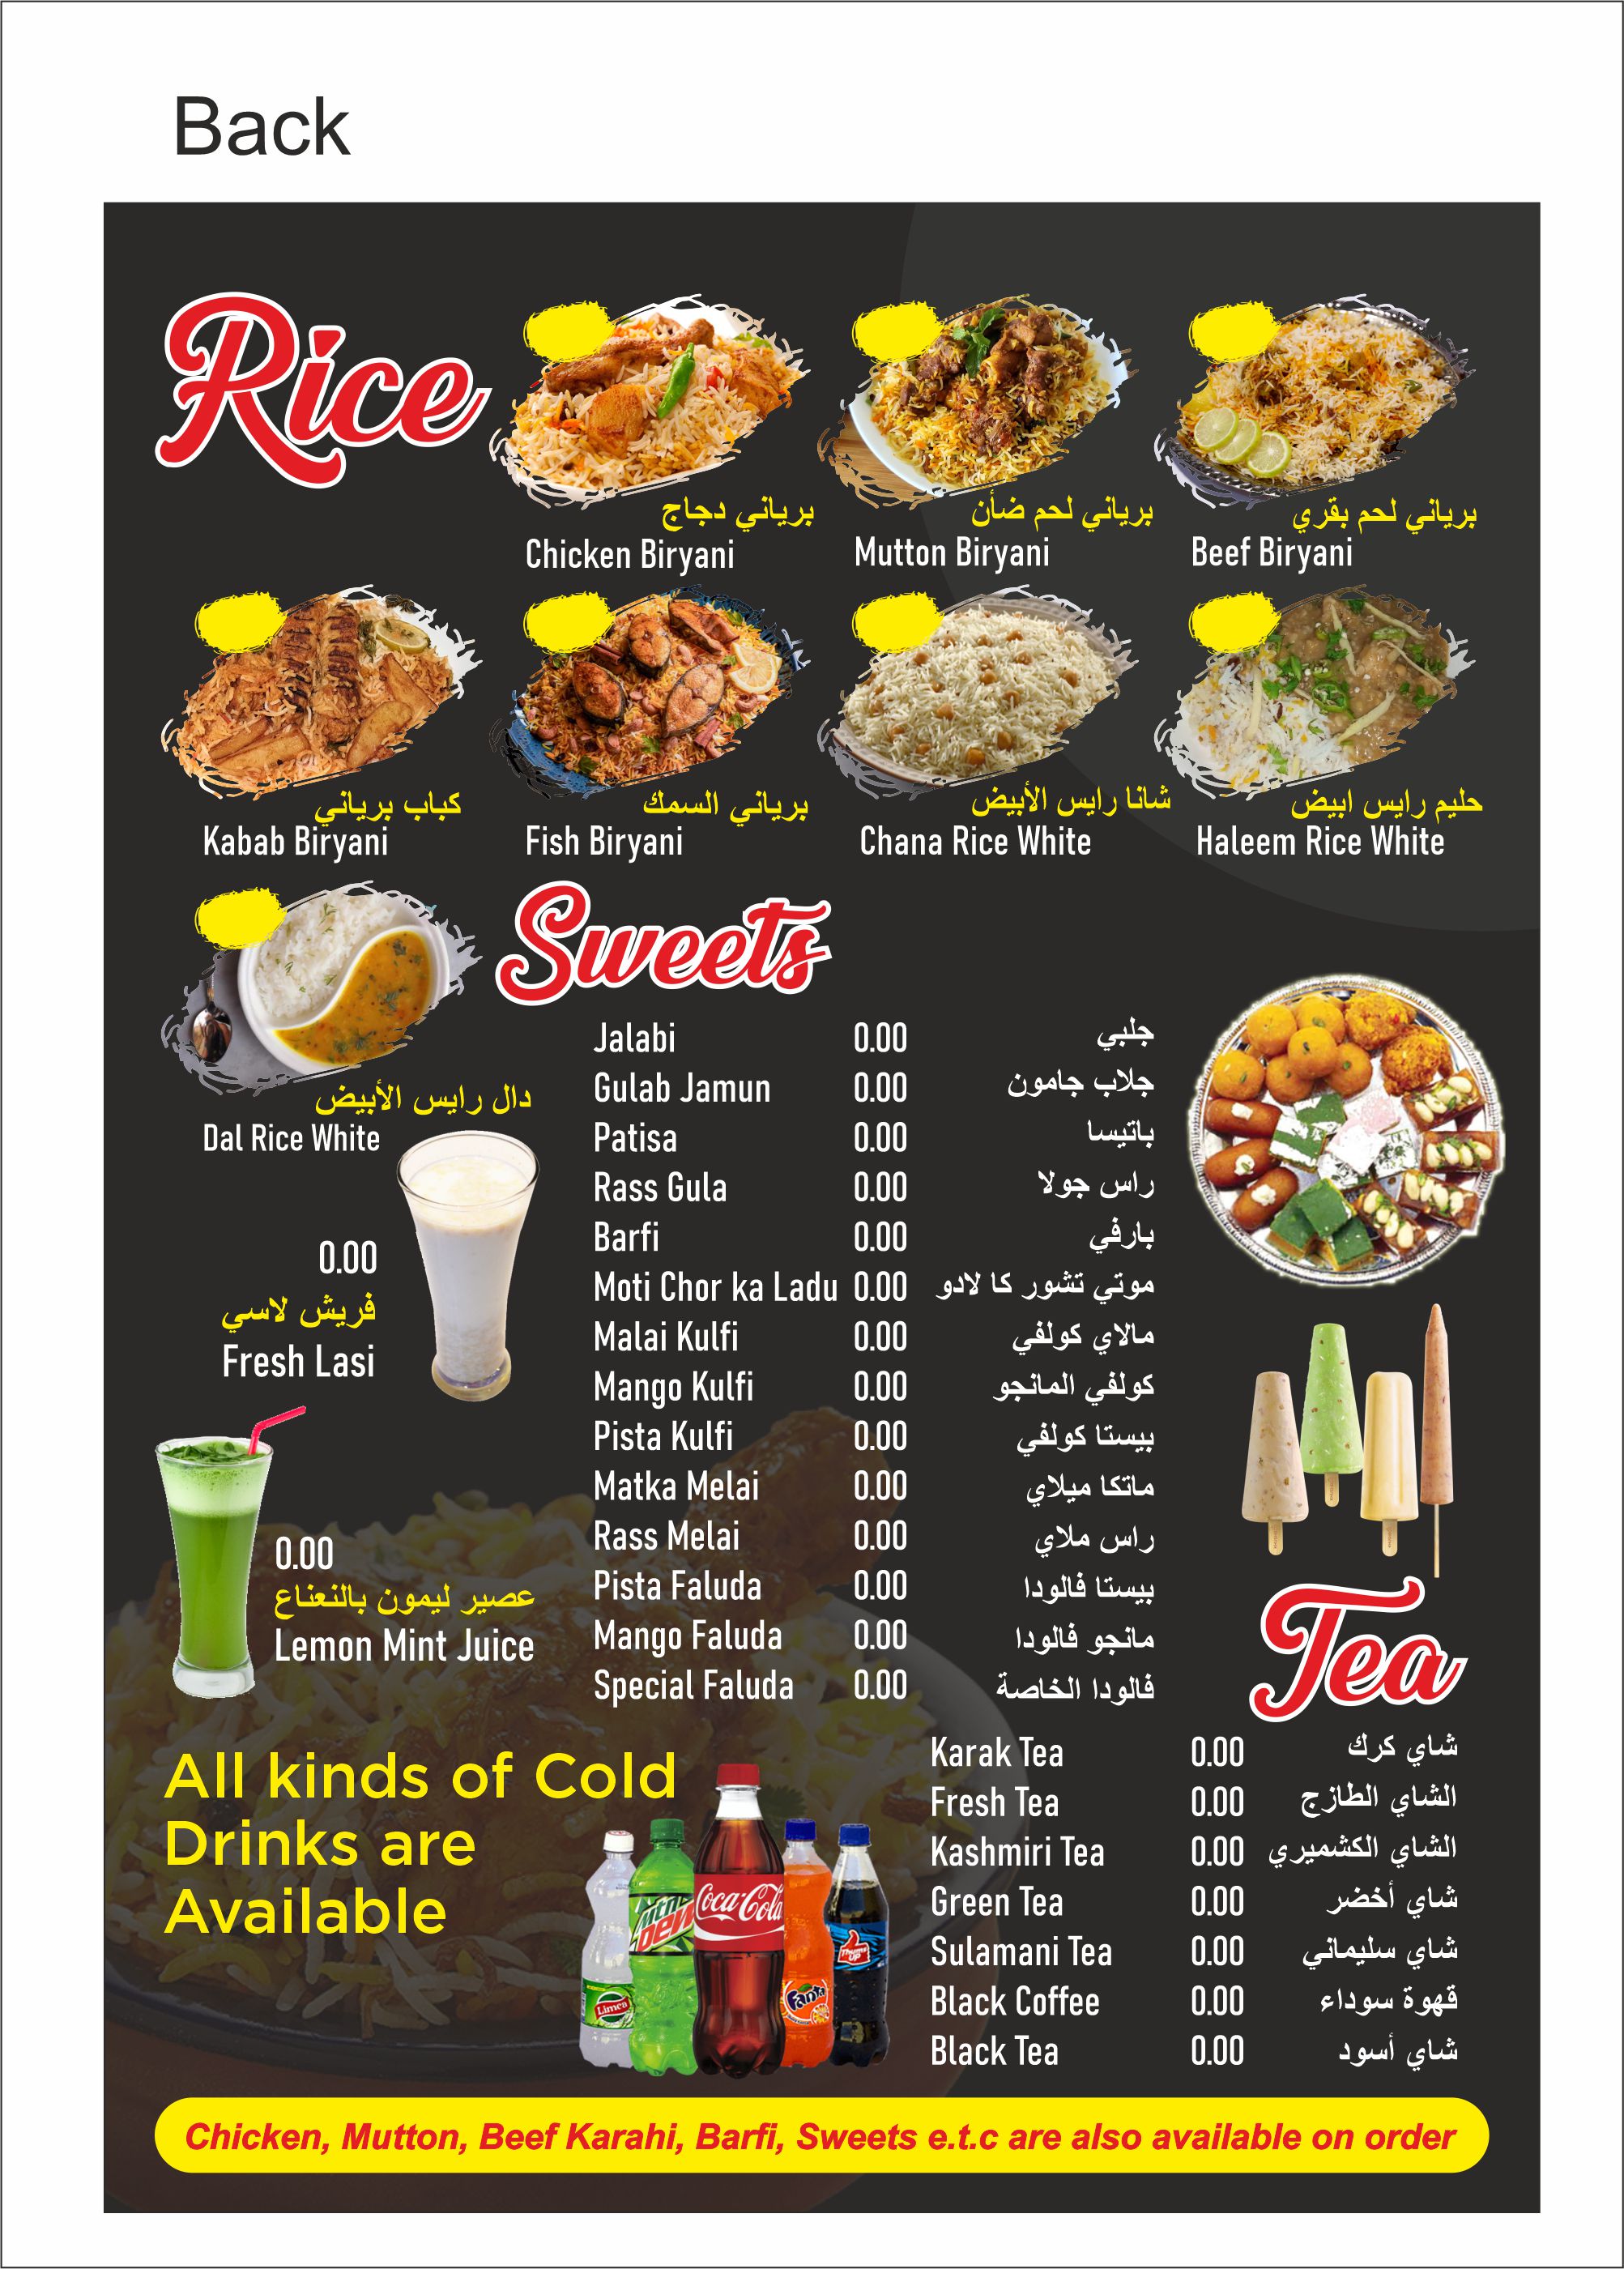 Back
Rice
برياني دجاج
Chicken Biryani
برياني لحم ضأن
Mutton Biryani
برياني لحم بقري
Beef Biryani
كباب برياني
Kabab Biryani
برياني السمك
Fish Biryani
شانا رايس الأبيض
Chana Rice White
حليم رايس ابيض
Haleem Rice White
دال رايس الأبيض
Dal Rice White
0.00
فريش لاسي
Fresh Lasi
0.00
عصير ليمون بالنعناع
Lemon Mint Juice
Sweets
Jalabi 0.00 جلبي
Gulab Jamun 0.00 جلاب جامون
Patisa 0.00 باتيسا
Rass Gula 0.00 راس جولا
Barfi 0.00 بارفي
Moti Chor ka Ladu 0.00 موتي تشور كا لادو
Malai Kulfi 0.00 مالاي كولفي
Mango Kulfi 0.00 كولفي المانجو
Pista Kulfi 0.00 بيستا كولفي
Matka Melai 0.00 ماتكا ميلاي
Rass Melai 0.00 راس ملاي
Pista Faluda 0.00 بيستا فالودا
Mango Faluda 0.00 مانجو فالودا
Special Faluda 0.00 فالودا الخاصة
Tea
Karak Tea 0.00 شاي كرك
Fresh Tea 0.00 الشاي الطازج
Kashmiri Tea 0.00 الشاي الكشميري
Green Tea 0.00 شاي أخضر
Sulamani Tea 0.00 شاي سليماني
Black Coffee 0.00 قهوة سوداء
Black Tea 0.00 شاي أسود
All kinds of Cold
Drinks are
Available
Limca
Mtn
Dew
Coca-Cola
Fanta
Thums
Up
Chicken, Mutton, Beef Karahi, Barfi, Sweets e.t.c are also available on order